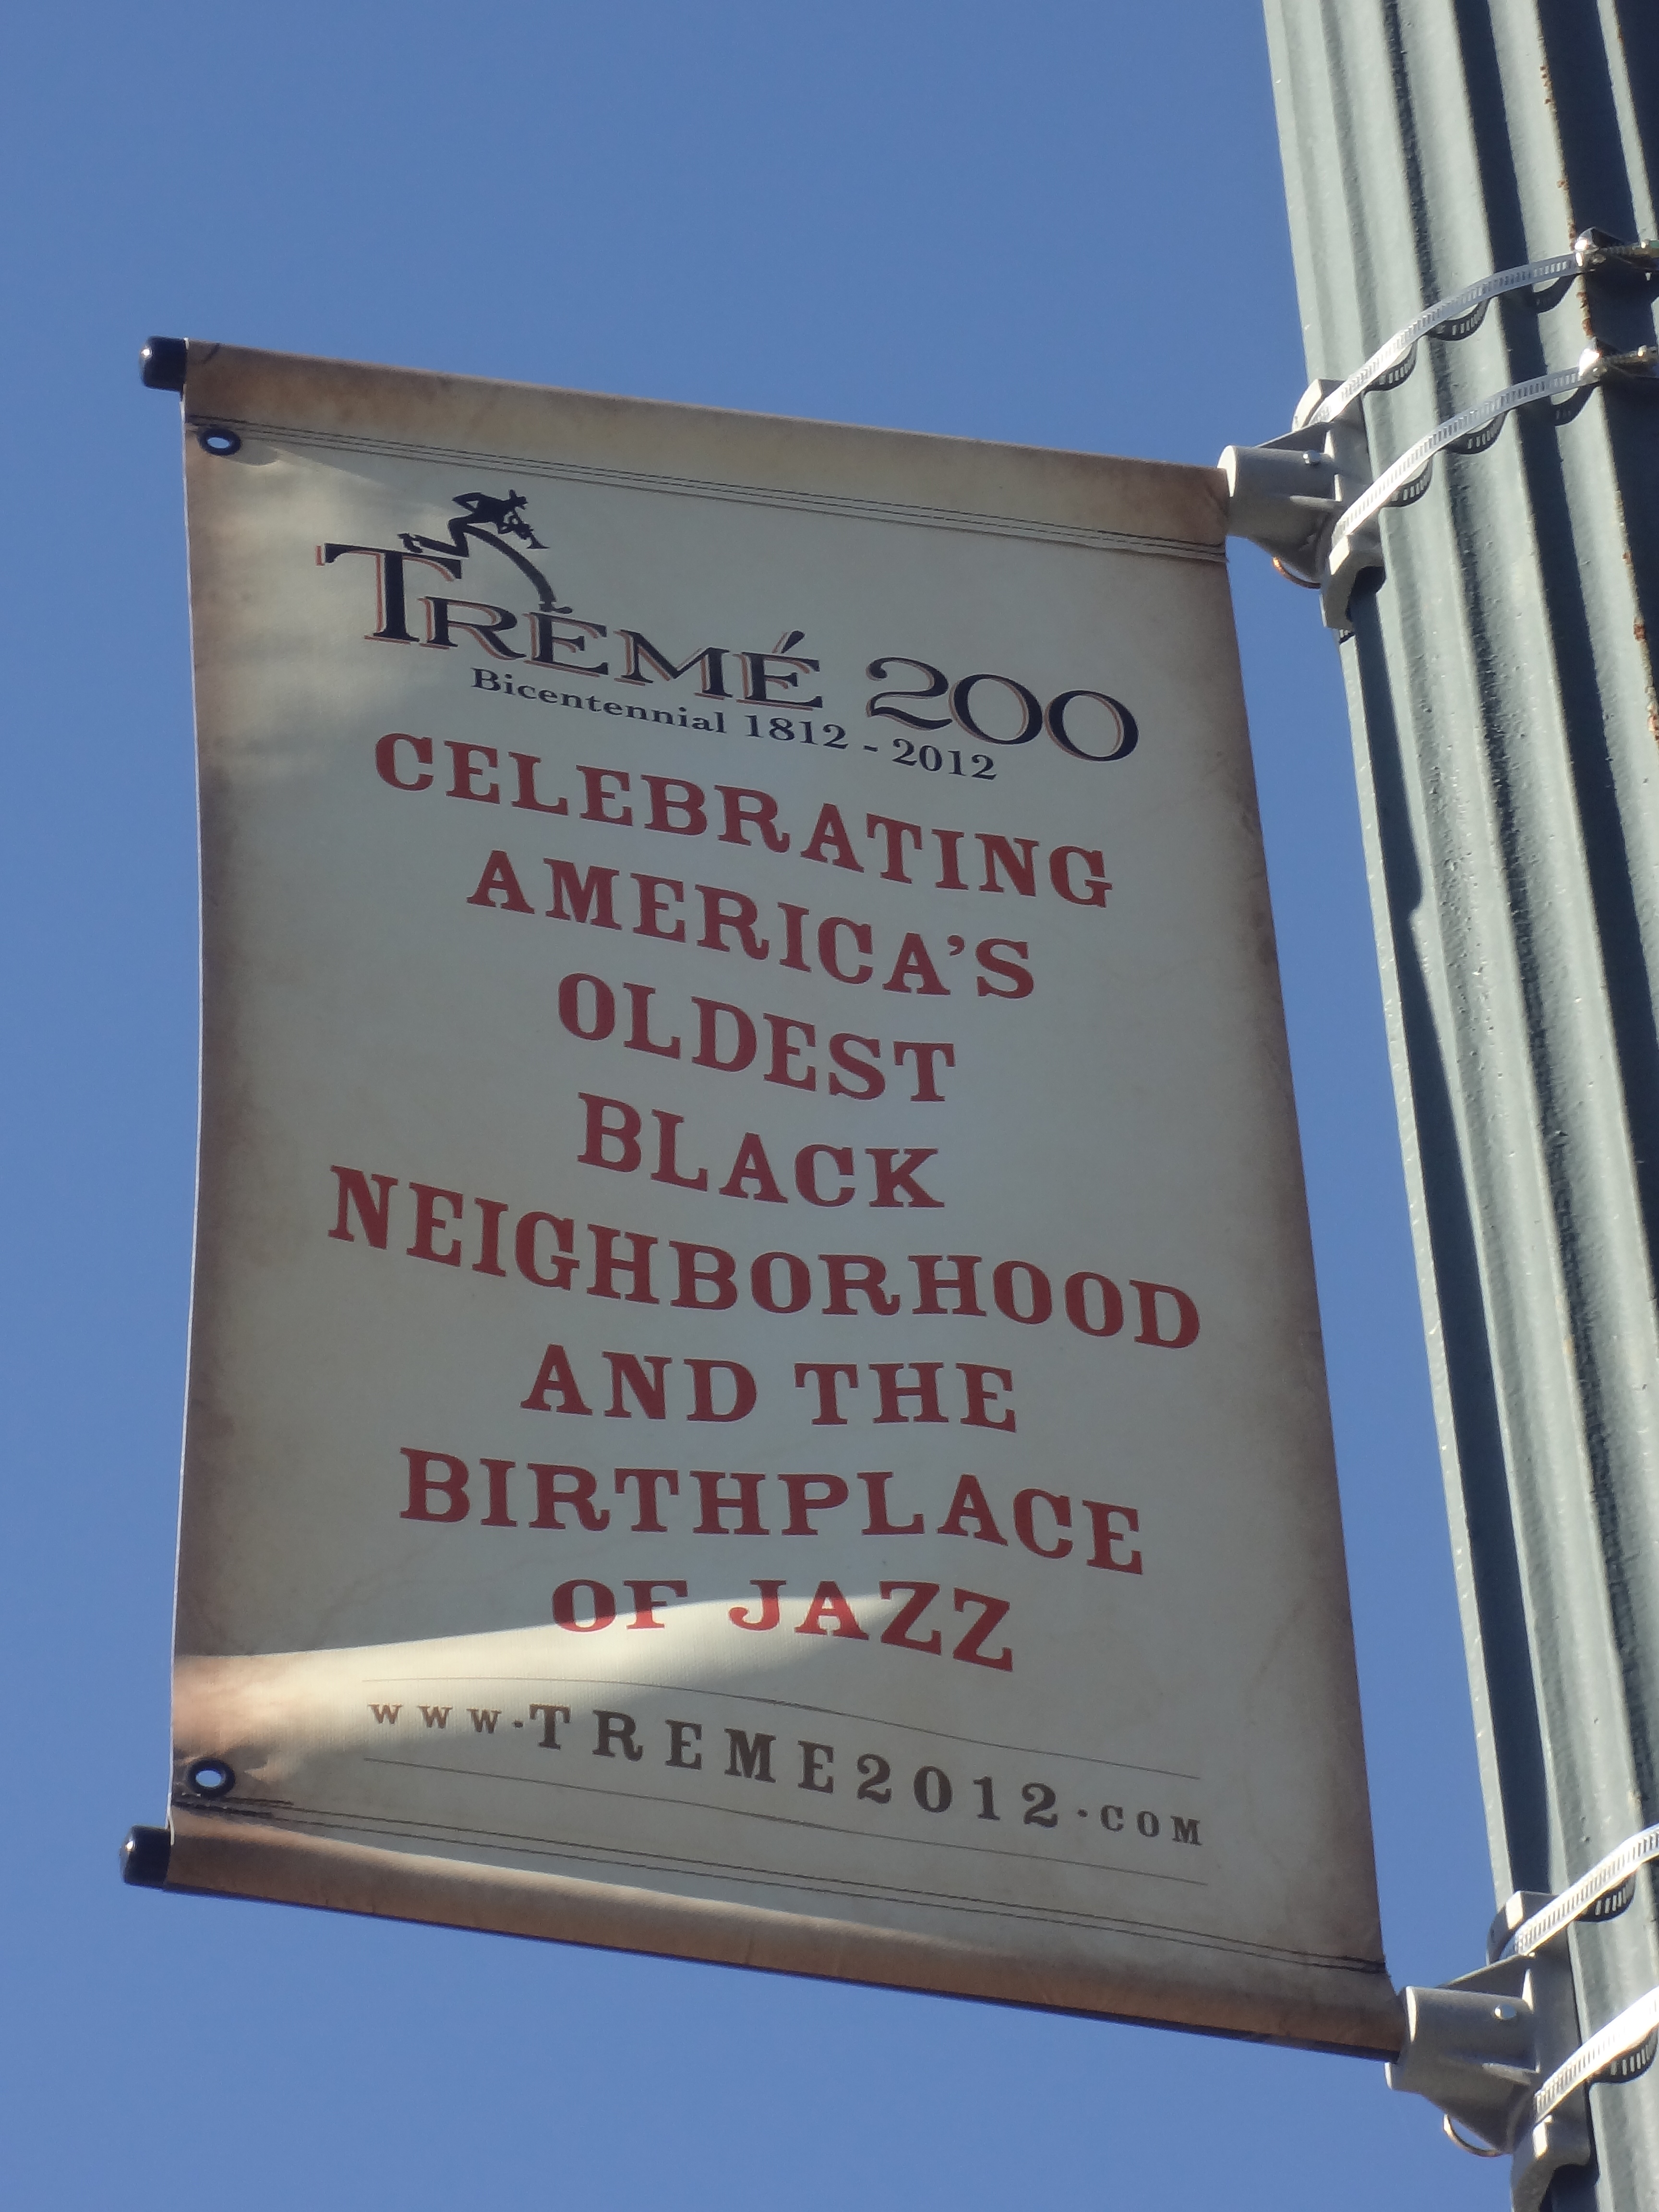 TRÉMÉ 200
Bicentennial 1812 - 2012
CELEBRATING
AMERICA'S
OLDEST
BLACK
NEIGHBORHOOD
AND THE
BIRTHPLACE
OF JAZZ
www.TREME2012.COM